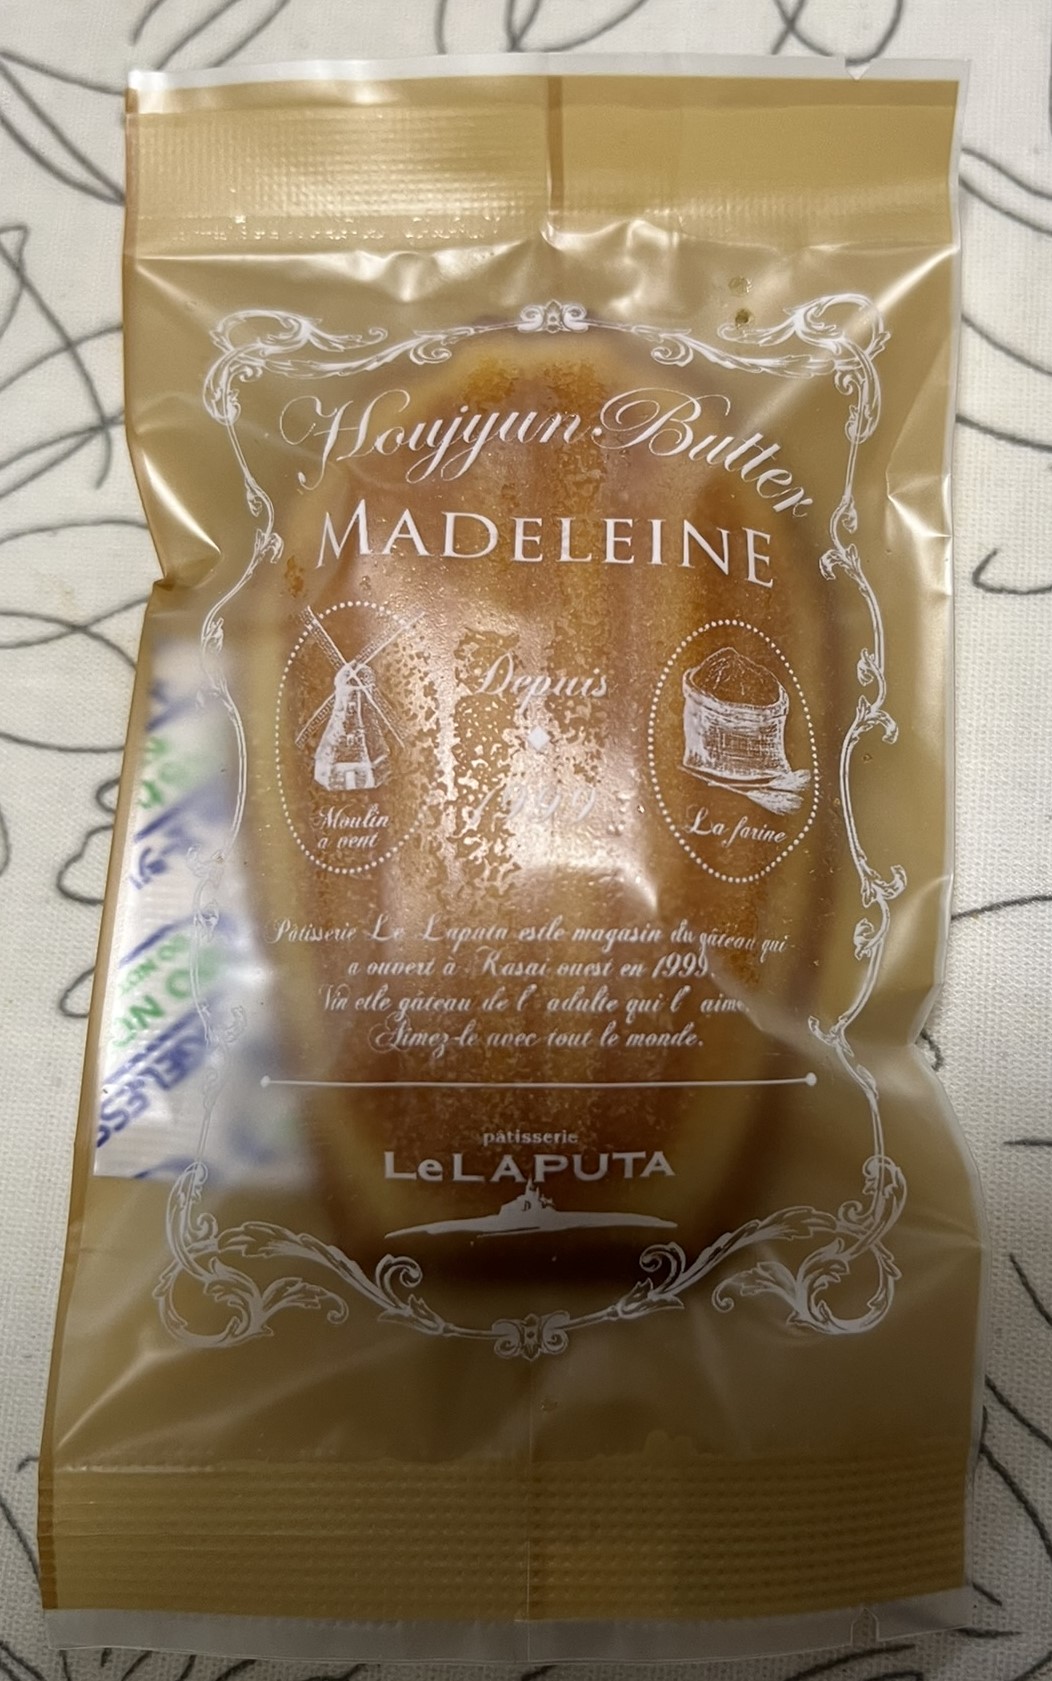 Houjyun·Butter
MADELEINE
Depuis
1999
Moulin
a vent
La farine
Pâtisserie Le Laputa estle magasin du gâteau qui
a ouvert à Kasai ouest en 1999.
Vin etle gâteau de l' adulte qui l' aime.
Aimez-le avec tout le monde.
pâtisserie
LeLAPUTA